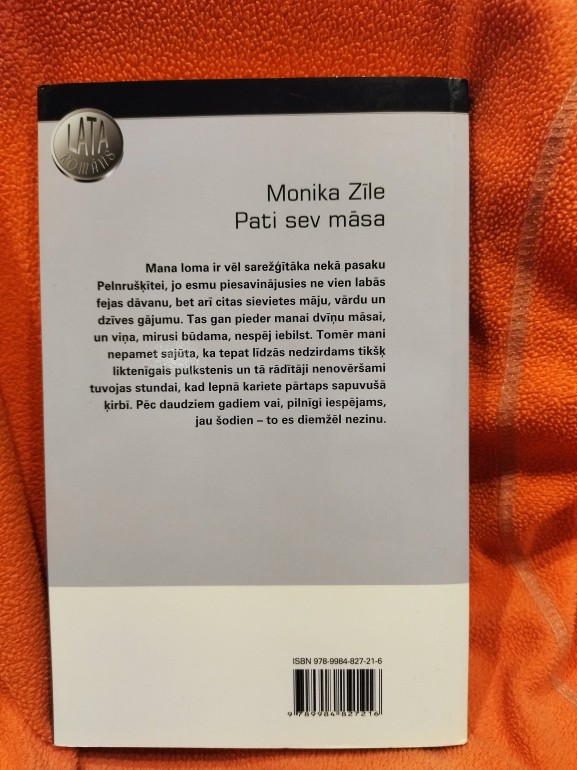 LATA
ROMĀNS
Monika Zīle
Pati sev māsa
Mana loma ir vēl sarežģītāka nekā pasaku
Pelnrušķītei, jo esmu piesavinājusies ne vien labās
fejas dāvanu, bet arī citas sievietes māju, vārdu un
dzīves gājumu. Tas gan pieder manai dvīņu māsai,
un viņa, mirusi būdama, nespēj iebilst. Tomēr mani
nepamet sajūta, ka tepat līdzās nedzirdams tikšķ
liktenīgais pulkstenis un tā rādītāji nenovēršami
tuvojas stundai, kad lepnā kariete pārtaps sapuvušā
ķirbī. Pēc daudziem gadiem vai, pilnīgi iespējams,
jau šodien – to es diemžēl nezinu.
ISBN 978-9984-827-21-6
9 789984 827216